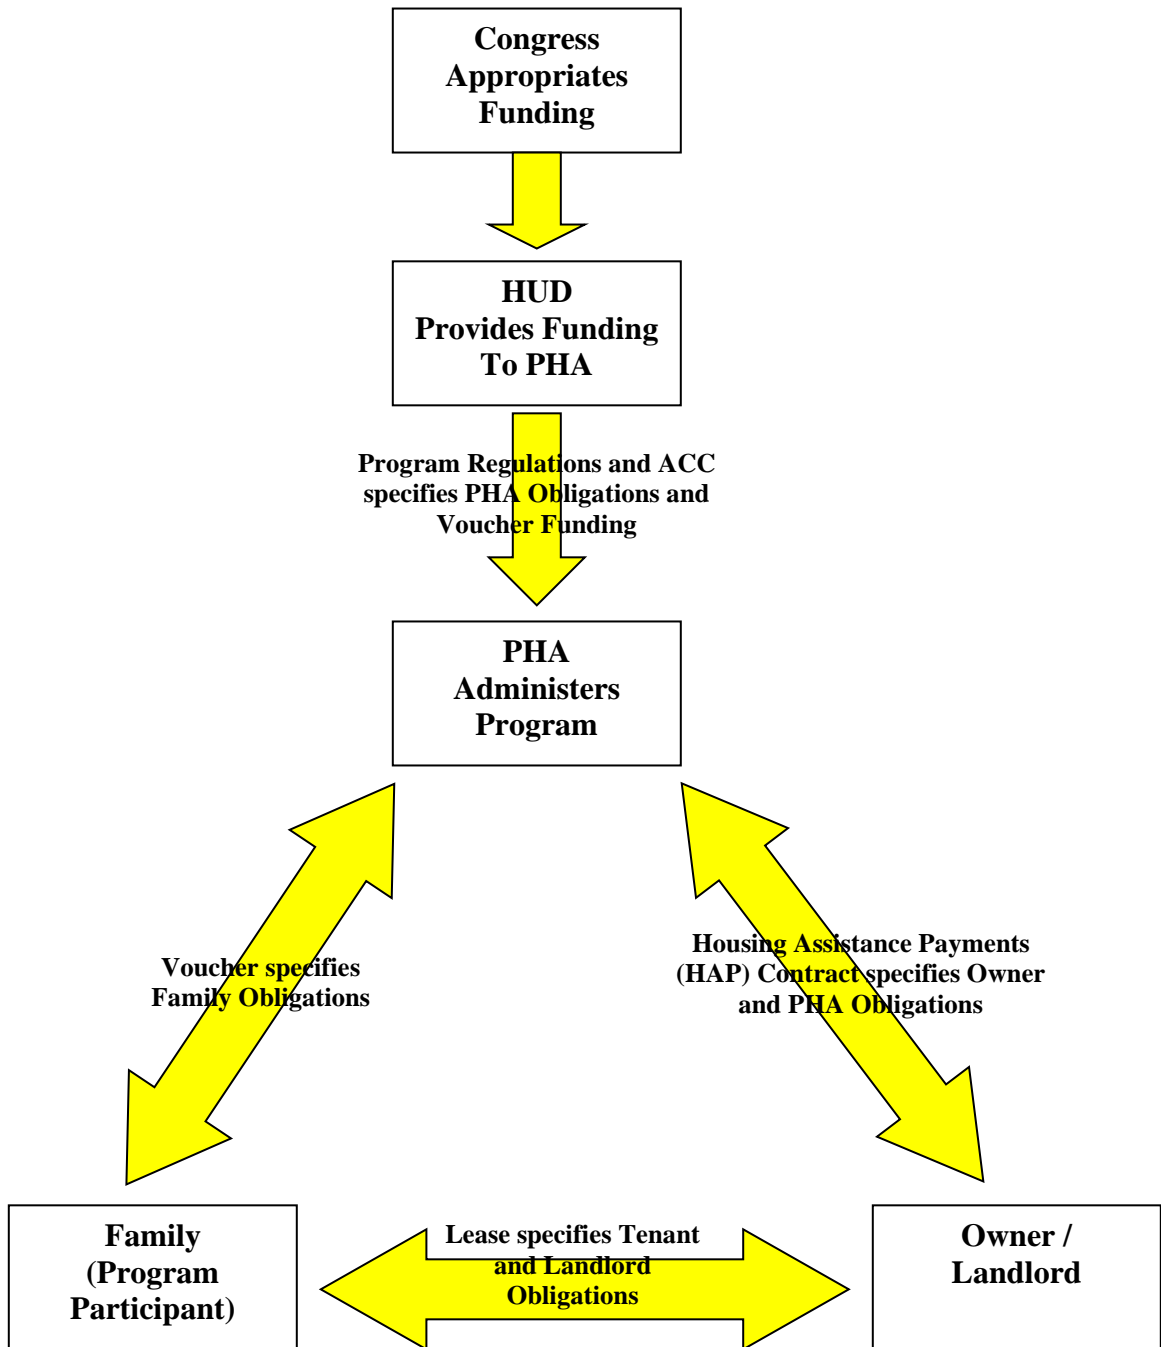 Congress
Appropriates
Funding
HUD
Provides Funding
To PHA
Program Regulations and ACC
specifies PHA Obligations and
Voucher Funding
PHA
Administers
Program
Voucher specifies
Family Obligations
Housing Assistance Payments
(HAP) Contract specifies Owner
and PHA Obligations
Family
(Program
Participant)
Lease specifies Tenant
and Landlord
Obligations
Owner /
Landlord